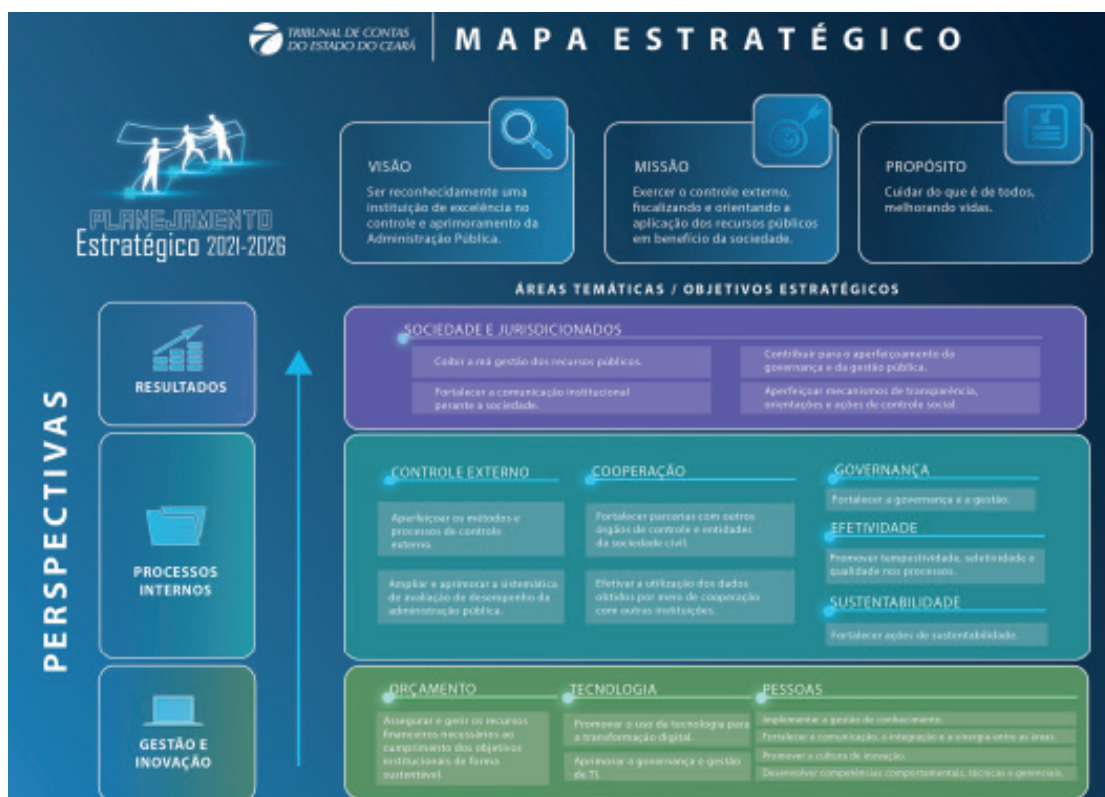 TRIBUNAL DE CONTAS
DO ESTADO DO CEARÁ
MAPA ESTRATÉGICO
PLANEJAMENTO
Estratégico 2021-2026
VISÃO
Ser reconhecidamente uma
instituição de excelência no
controle e aprimoramento da
Administração Pública.
MISSÃO
Exercer o controle externo,
fiscalizando e orientando a
aplicação dos recursos públicos
em benefício da sociedade.
PROPÓSITO
Cuidar do que é de todos,
melhorando vidas.
ÁREAS TEMÁTICAS / OBJETIVOS ESTRATÉGICOS
PERSPECTIVAS
RESULTADOS
SOCIEDADE E JURISDICIONADOS
Coibir a má gestão dos recursos públicos.
Fortalecer a comunicação institucional
perante a sociedade.
Contribuir para o aperfeiçoamento da
governança e da gestão pública.
Aperfeiçoar mecanismos de transparência,
orientações e ações de controle social.
PROCESSOS
INTERNOS
CONTROLE EXTERNO
Aperfeiçoar os métodos e
processos de controle
externo.
Ampliar e aprimorar a sistemática
de avaliação de desempenho da
administração pública.
COOPERAÇÃO
Fortalecer parcerias com outros
órgãos de controle e entidades
da sociedade civil.
Efetivar a utilização dos dados
obtidos por meio de cooperação
com outras instituições.
GOVERNANÇA
Fortalecer a governança e a gestão.
EFETIVIDADE
Promover tempestividade, seletividade e
qualidade nos processos.
SUSTENTABILIDADE
Fortalecer ações de sustentabilidade.
GESTÃO E
INOVAÇÃO
ORÇAMENTO
Assegurar e gerir os recursos
financeiros necessários ao
cumprimento dos objetivos
institucionais de forma
sustentável.
TECNOLOGIA
Promover o uso da tecnologia para
a transformação digital.
Aprimorar a governança e gestão
de TI.
PESSOAS
Implementar a gestão de conhecimento.
Fortalecer a comunicação, a integração e a sinergia entre as áreas.
Promover a cultura de inovação.
Desenvolver competências comportamentais, técnicas e gerenciais.